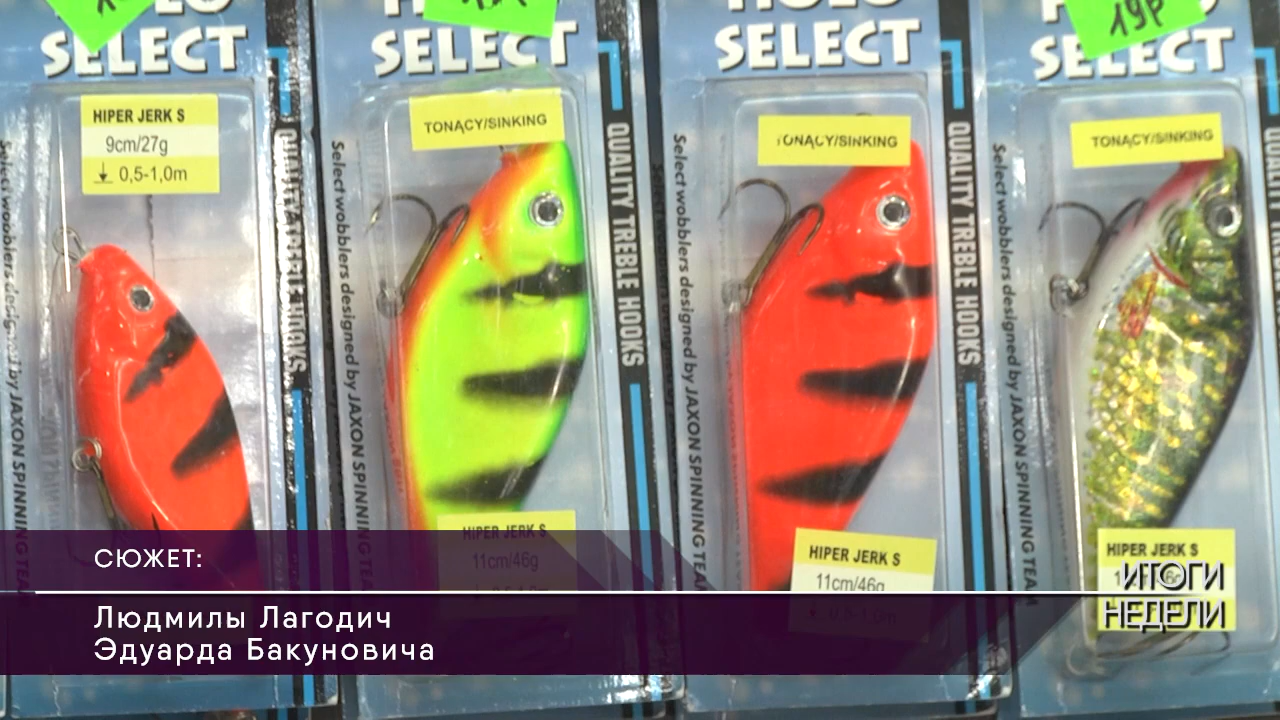 SELECT
SELECT
SELECT
19р
SELECT
HIPER JERK S
9cm/27g
0,5-1,0m
TONĄCY/SINKING
TONĄCY/SINKING
TONĄCY/SINKING
QUALITY TREBLE HOOKS
Select wobblers designed by JAXON SPINNING TEAM
QUALITY TREBLE HOOKS
Select wobblers designed by JAXON SPINNING TEAM
QUALITY TREBLE HOOKS
Select wobblers designed by JAXON SPINNING TEAM
HIPER JERK S
11cm/46g
HIPER JERK S
11cm/46g
HIPER JERK S
СЮЖЕТ:
Людмилы Лагодич
Эдуарда Бакуновича
ИТОГИ
НЕДЕЛИ